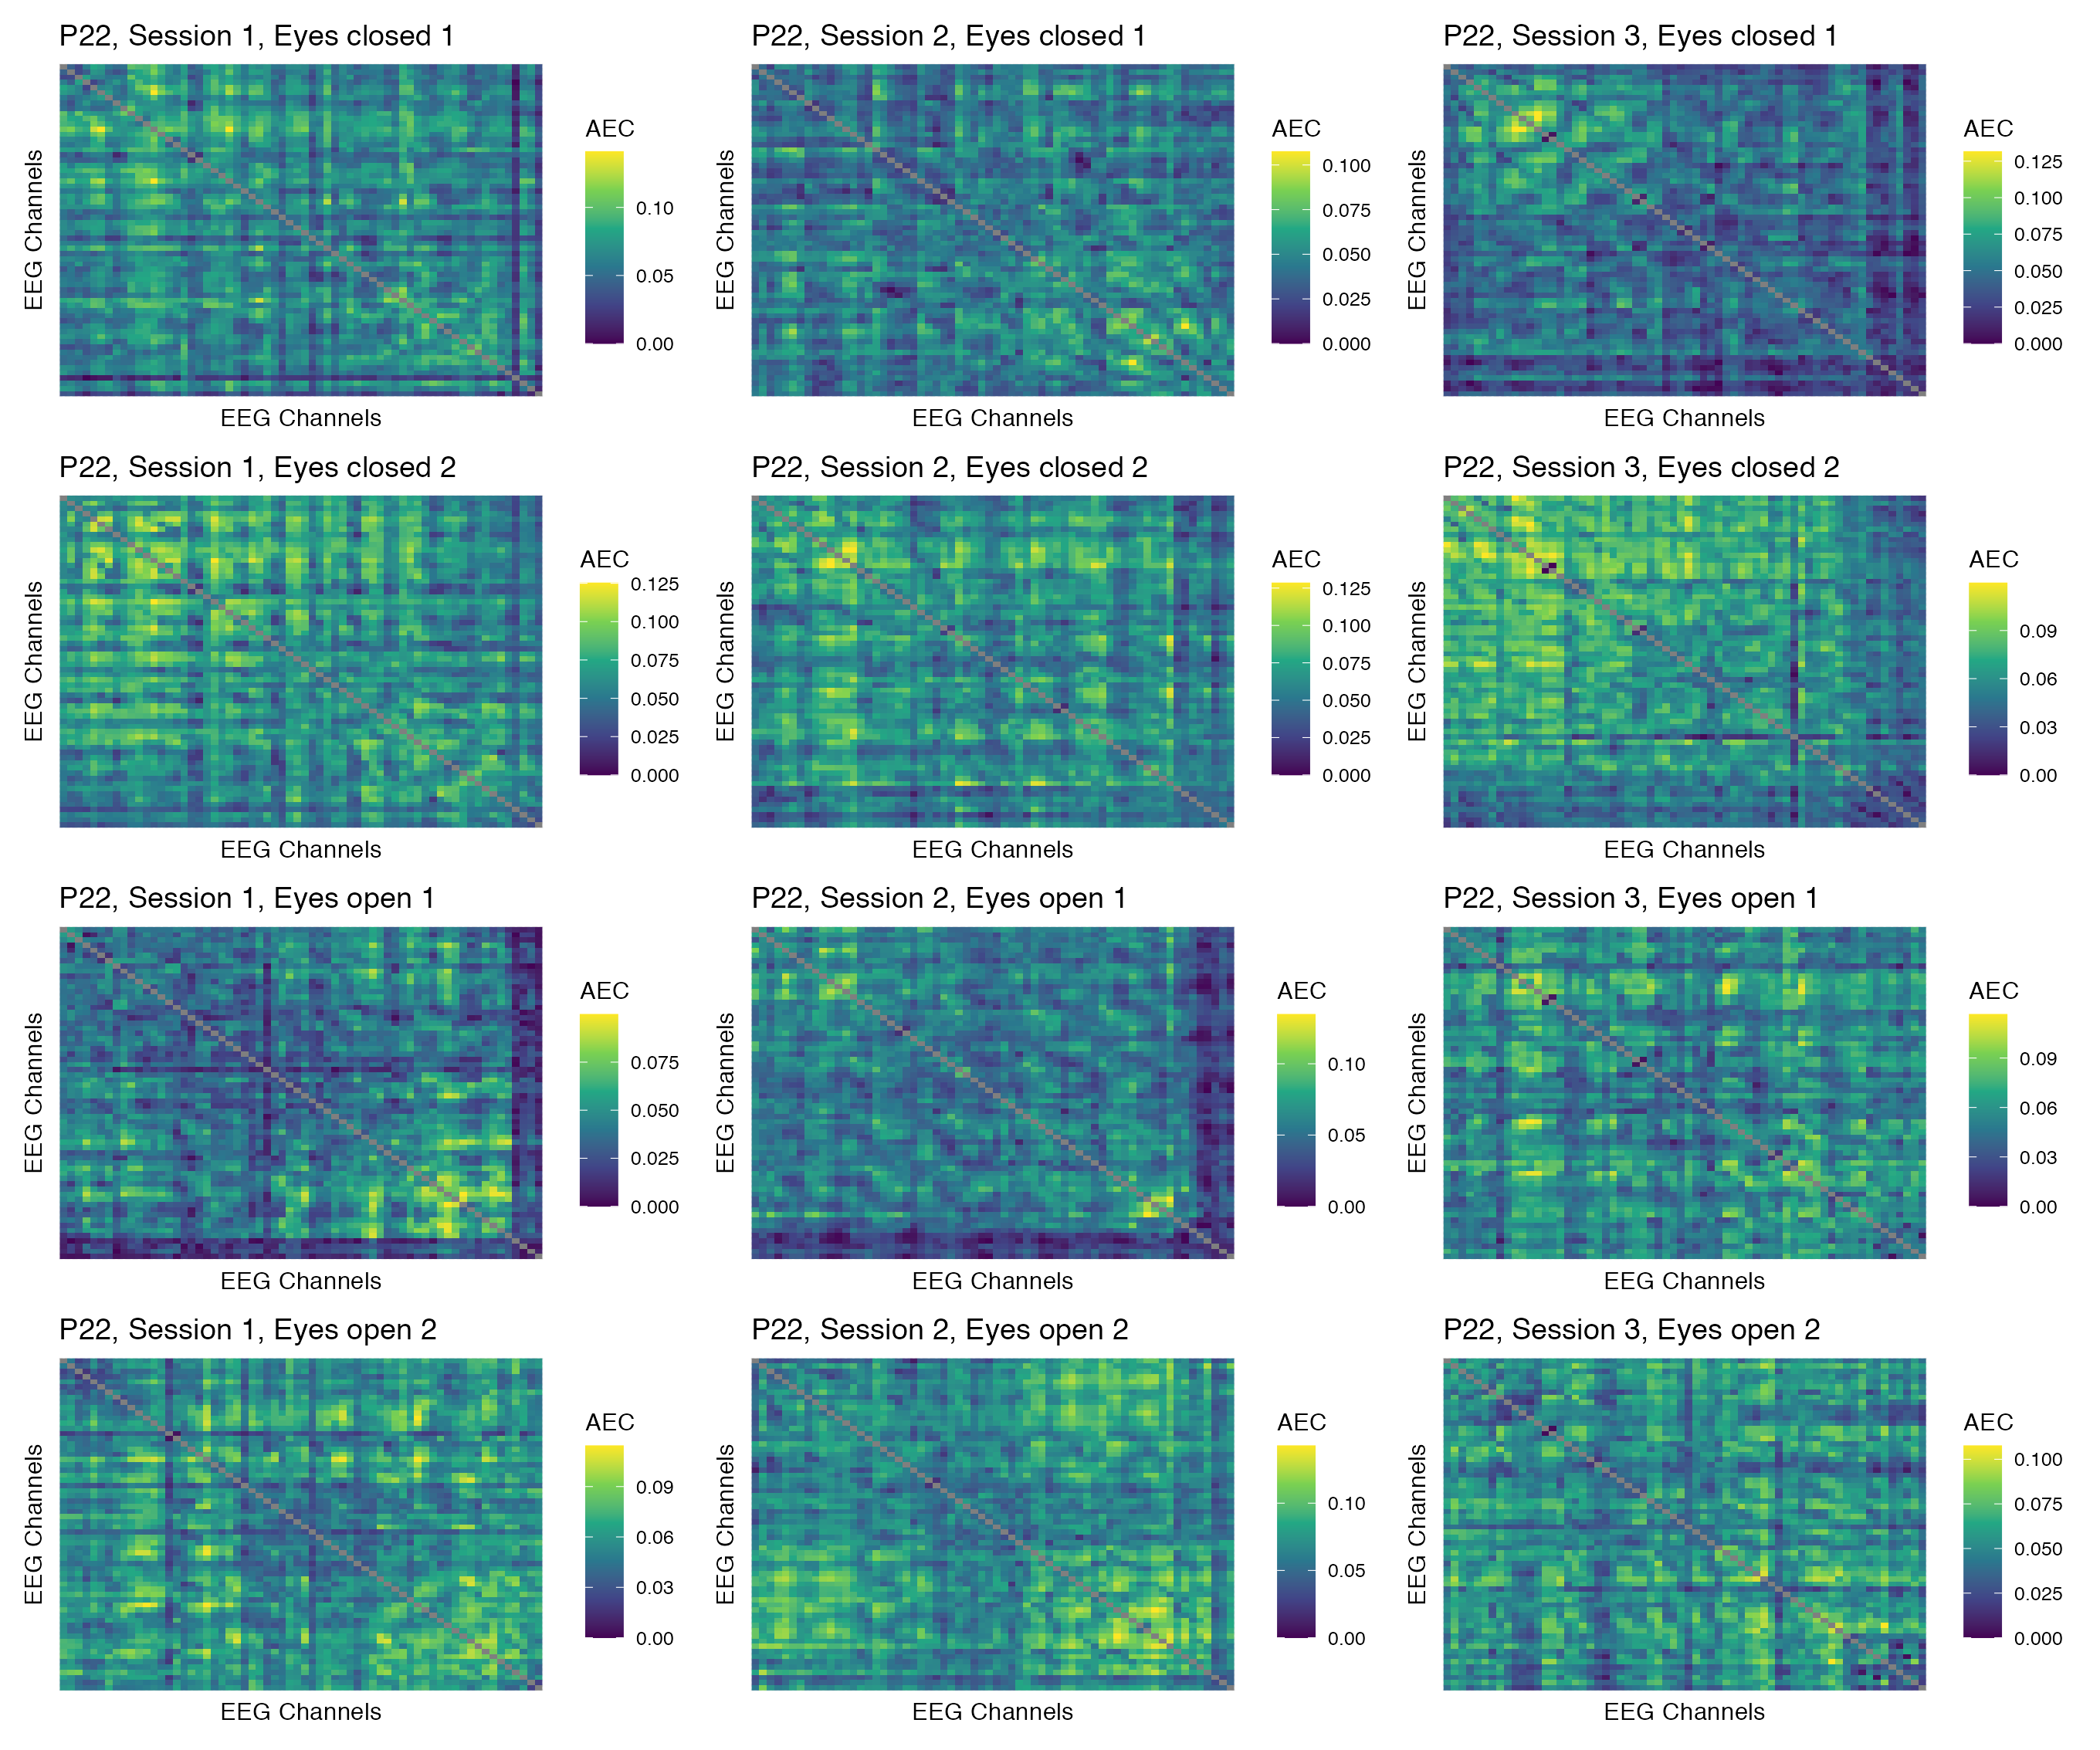 P22, Session 1, Eyes closed 1
EEG Channels
EEG Channels
AEC
0.10
0.05
0.00
P22, Session 2, Eyes closed 1
EEG Channels
EEG Channels
AEC
0.100
0.075
0.050
0.025
0.000
P22, Session 3, Eyes closed 1
EEG Channels
EEG Channels
AEC
0.125
0.100
0.075
0.050
0.025
0.000
P22, Session 1, Eyes closed 2
EEG Channels
EEG Channels
AEC
0.125
0.100
0.075
0.050
0.025
0.000
P22, Session 2, Eyes closed 2
EEG Channels
EEG Channels
AEC
0.125
0.100
0.075
0.050
0.025
0.000
P22, Session 3, Eyes closed 2
EEG Channels
EEG Channels
AEC
0.09
0.06
0.03
0.00
P22, Session 1, Eyes open 1
EEG Channels
EEG Channels
AEC
0.075
0.050
0.025
0.000
P22, Session 2, Eyes open 1
EEG Channels
EEG Channels
AEC
0.10
0.05
0.00
P22, Session 3, Eyes open 1
EEG Channels
EEG Channels
AEC
0.09
0.06
0.03
0.00
P22, Session 1, Eyes open 2
EEG Channels
EEG Channels
AEC
0.09
0.06
0.03
0.00
P22, Session 2, Eyes open 2
EEG Channels
EEG Channels
AEC
0.10
0.05
0.00
P22, Session 3, Eyes open 2
EEG Channels
EEG Channels
AEC
0.100
0.075
0.050
0.025
0.000